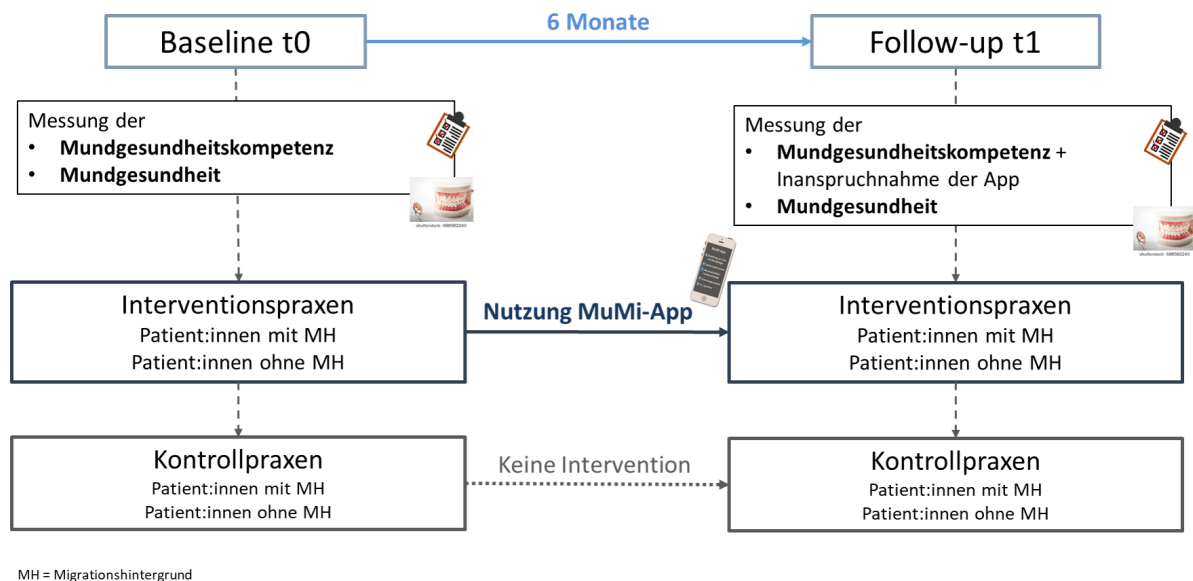 Baseline t0
6 Monate
Follow-up t1
Messung der
• Mundgesundheitskompetenz
• Mundgesundheit
Messung der
• Mundgesundheitskompetenz +
Inanspruchnahme der App
• Mundgesundheit
Interventionspraxen
Patient:innen mit MH
Patient:innen ohne MH
Nutzung MuMi-App
Interventionspraxen
Patient:innen mit MH
Patient:innen ohne MH
Kontrollpraxen
Patient:innen mit MH
Patient:innen ohne MH
Keine Intervention
Kontrollpraxen
Patient:innen mit MH
Patient:innen ohne MH
MH = Migrationshintergrund